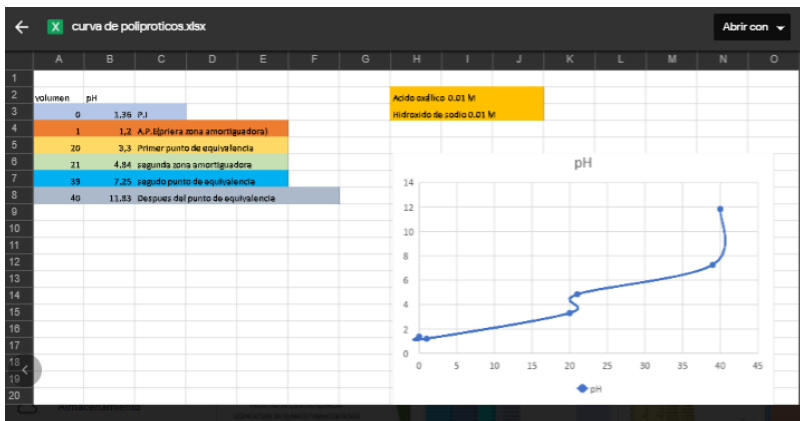 curva de poliproticos.xlsx
Abrir con
A B C D E F G H I J K L M N O
1
2 volumen pH Acido oxálico 0.01 M
3 0 1,36 P.I Hidroxido de sodio 0.01 M
4 1 1,2 A.P.E(priera zona amortiguadora)
5 20 3,3 Primer punto de equivalencia
6 21 4,84 segunda zona amortiguadora
7 39 7,25 segudo punto de equivalencia
8 40 11,83 Despues del punto de equivalencia
9
10
11
12
13
14
15
16
17
18
19
20
pH
14
12
10
8
6
4
2
0
0 5 10 15 20 25 30 35 40 45
pH
Almacenamiento